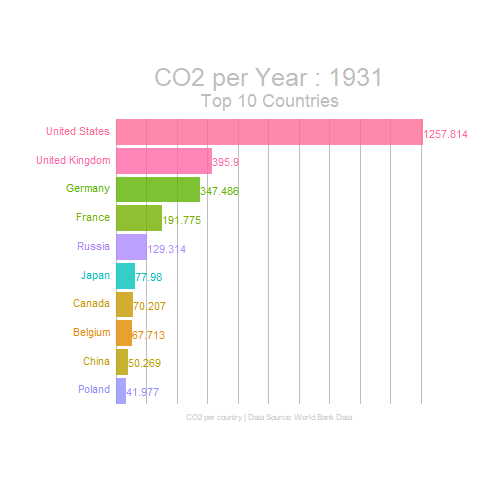 CO2 per Year : 1931
Top 10 Countries
United States 1257.814
United Kingdom 395.9
Germany 347.486
France 191.775
Russia 129.314
Japan 77.98
Canada 70.207
Belgium 67.713
China 50.269
Poland 41.977
CO2 per country | Data Source: World Bank Data